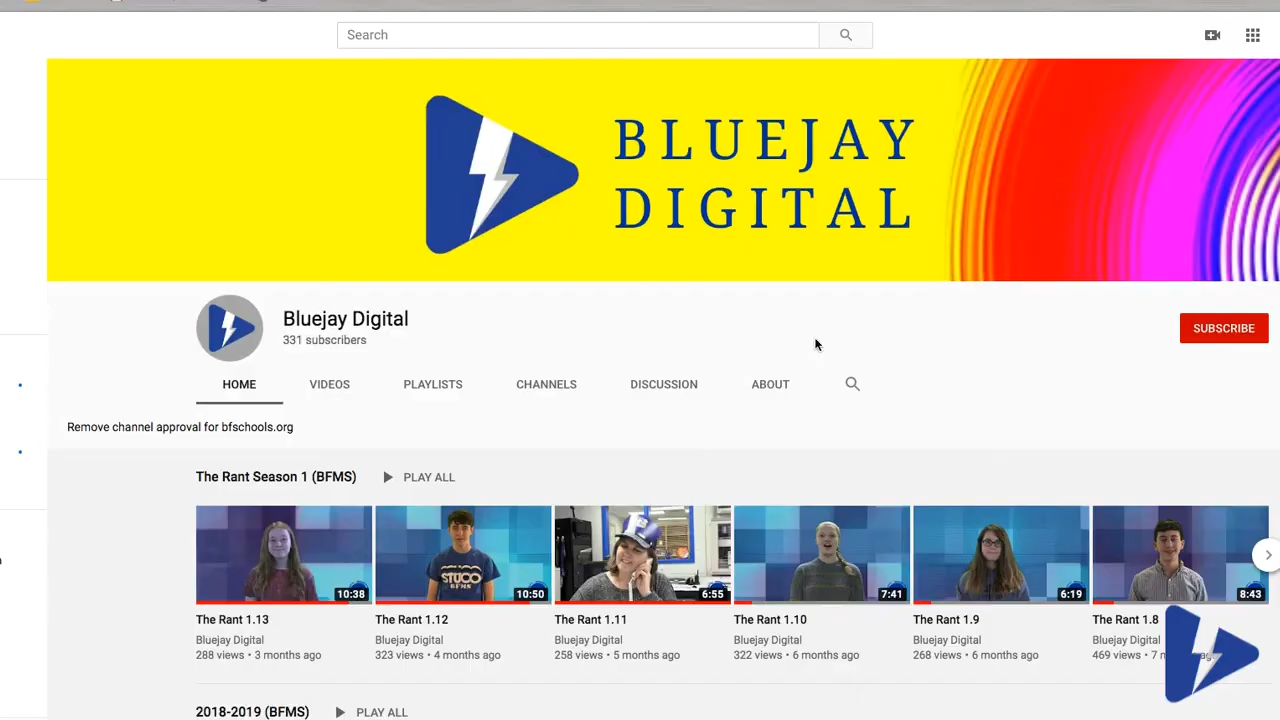 Search
BLUEJAY
DIGITAL
Bluejay Digital
331 subscribers
SUBSCRIBE
HOME VIDEOS PLAYLISTS CHANNELS DISCUSSION ABOUT
Remove channel approval for bfschools.org
The Rant Season 1 (BFMS) PLAY ALL
STUCO
BFMS
10:38 10:50 6:55 7:41 6:19 8:43
The Rant 1.13 The Rant 1.12 The Rant 1.11 The Rant 1.10 The Rant 1.9 The Rant 1.8
Bluejay Digital Bluejay Digital Bluejay Digital Bluejay Digital Bluejay Digital Bluejay Digital
288 views • 3 months ago 323 views • 4 months ago 258 views • 5 months ago 322 views • 6 months ago 268 views • 6 months ago 469 views • 7
2018-2019 (BFMS) PLAY ALL